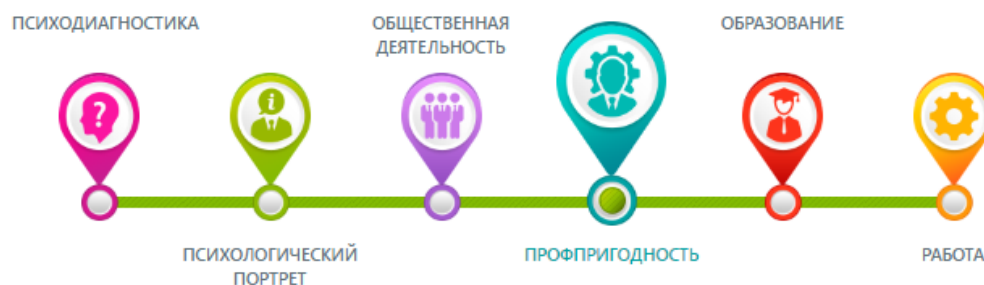 ПСИХОДИАГНОСТИКА
ОБЩЕСТВЕННАЯ
ДЕЯТЕЛЬНОСТЬ
ОБРАЗОВАНИЕ
?
i
ПСИХОЛОГИЧЕСКИЙ
ПОРТРЕТ
ПРОФПРИГОДНОСТЬ
РАБОТА